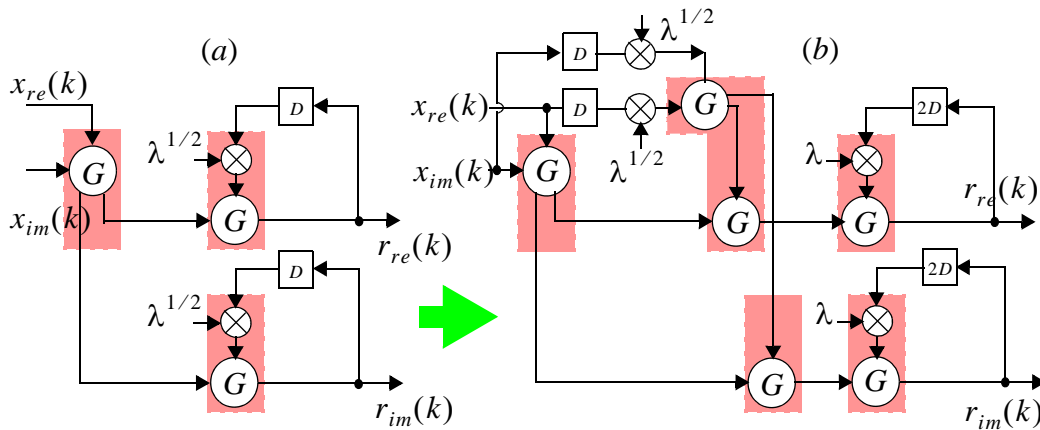 (a)
x_re(k)
D
λ^{1/2}
G
x_im(k)
G
r_re(k)
D
λ^{1/2}
G
r_im(k)
(b)
D
λ^{1/2}
G
x_re(k)
D
λ^{1/2}
2D
x_im(k)
G
λ
r_re(k)
G
G
2D
λ
G
G
r_im(k)